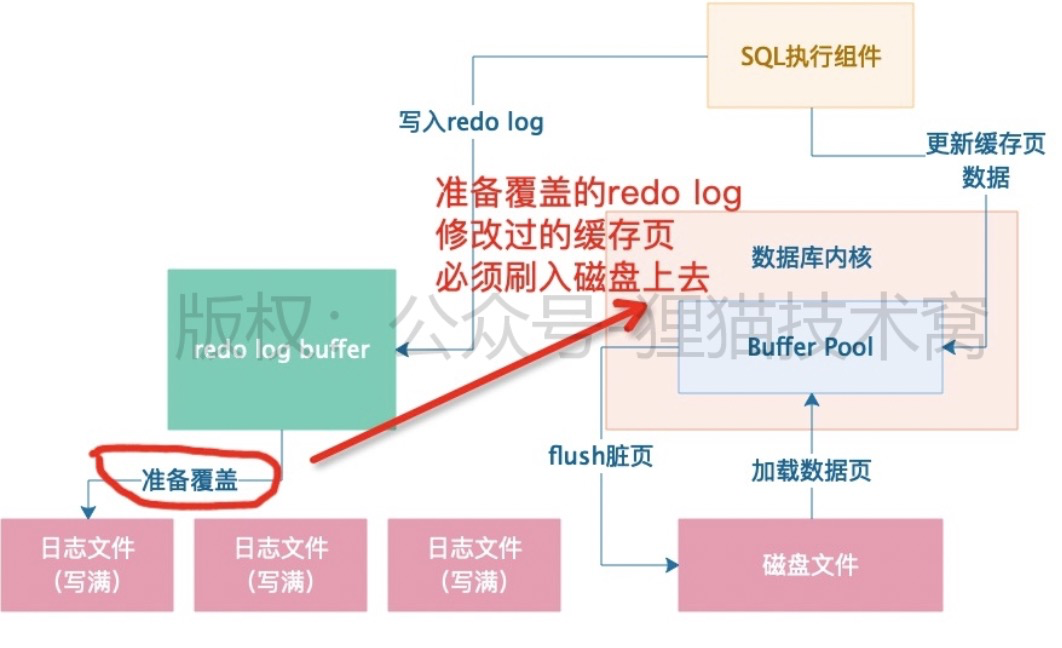 SQL执行组件
写入redo log
更新缓存页
数据
准备覆盖的redo log
修改过的缓存页
必须刷入磁盘上去
数据库内核
版权：公众号 狸猫技术窝
redo log buffer
Buffer Pool
flush脏页
加载数据页
准备覆盖
日志文件
（写满）
日志文件
（写满）
日志文件
（写满）
磁盘文件